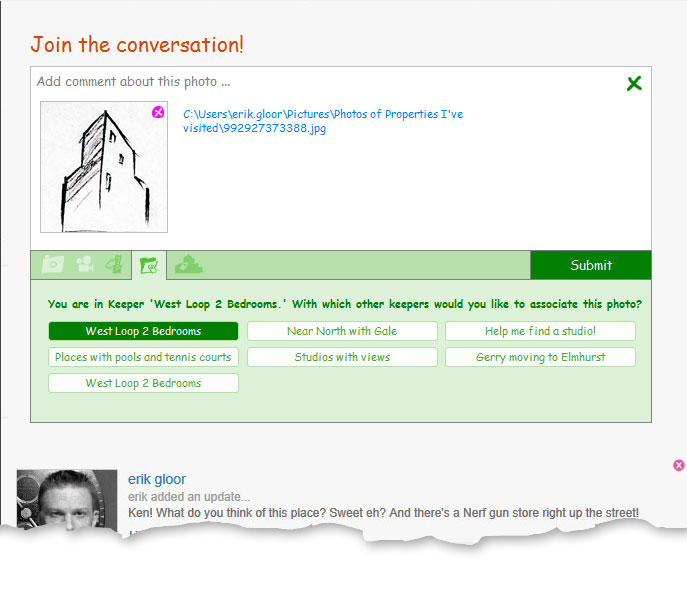 Join the conversation!
Add comment about this photo ...
C:\Users\erik.gloor\Pictures\Photos of Properties I've
visited\992927373388.jpg
Submit
You are in Keeper 'West Loop 2 Bedrooms.' With which other keepers would you like to associate this photo?
West Loop 2 Bedrooms
Near North with Gale
Help me find a studio!
Places with pools and tennis courts
Studios with views
Gerry moving to Elmhurst
West Loop 2 Bedrooms
erik gloor
erik added an update...
Ken! What do you think of this place? Sweet eh? And there's a Nerf gun store right up the street!